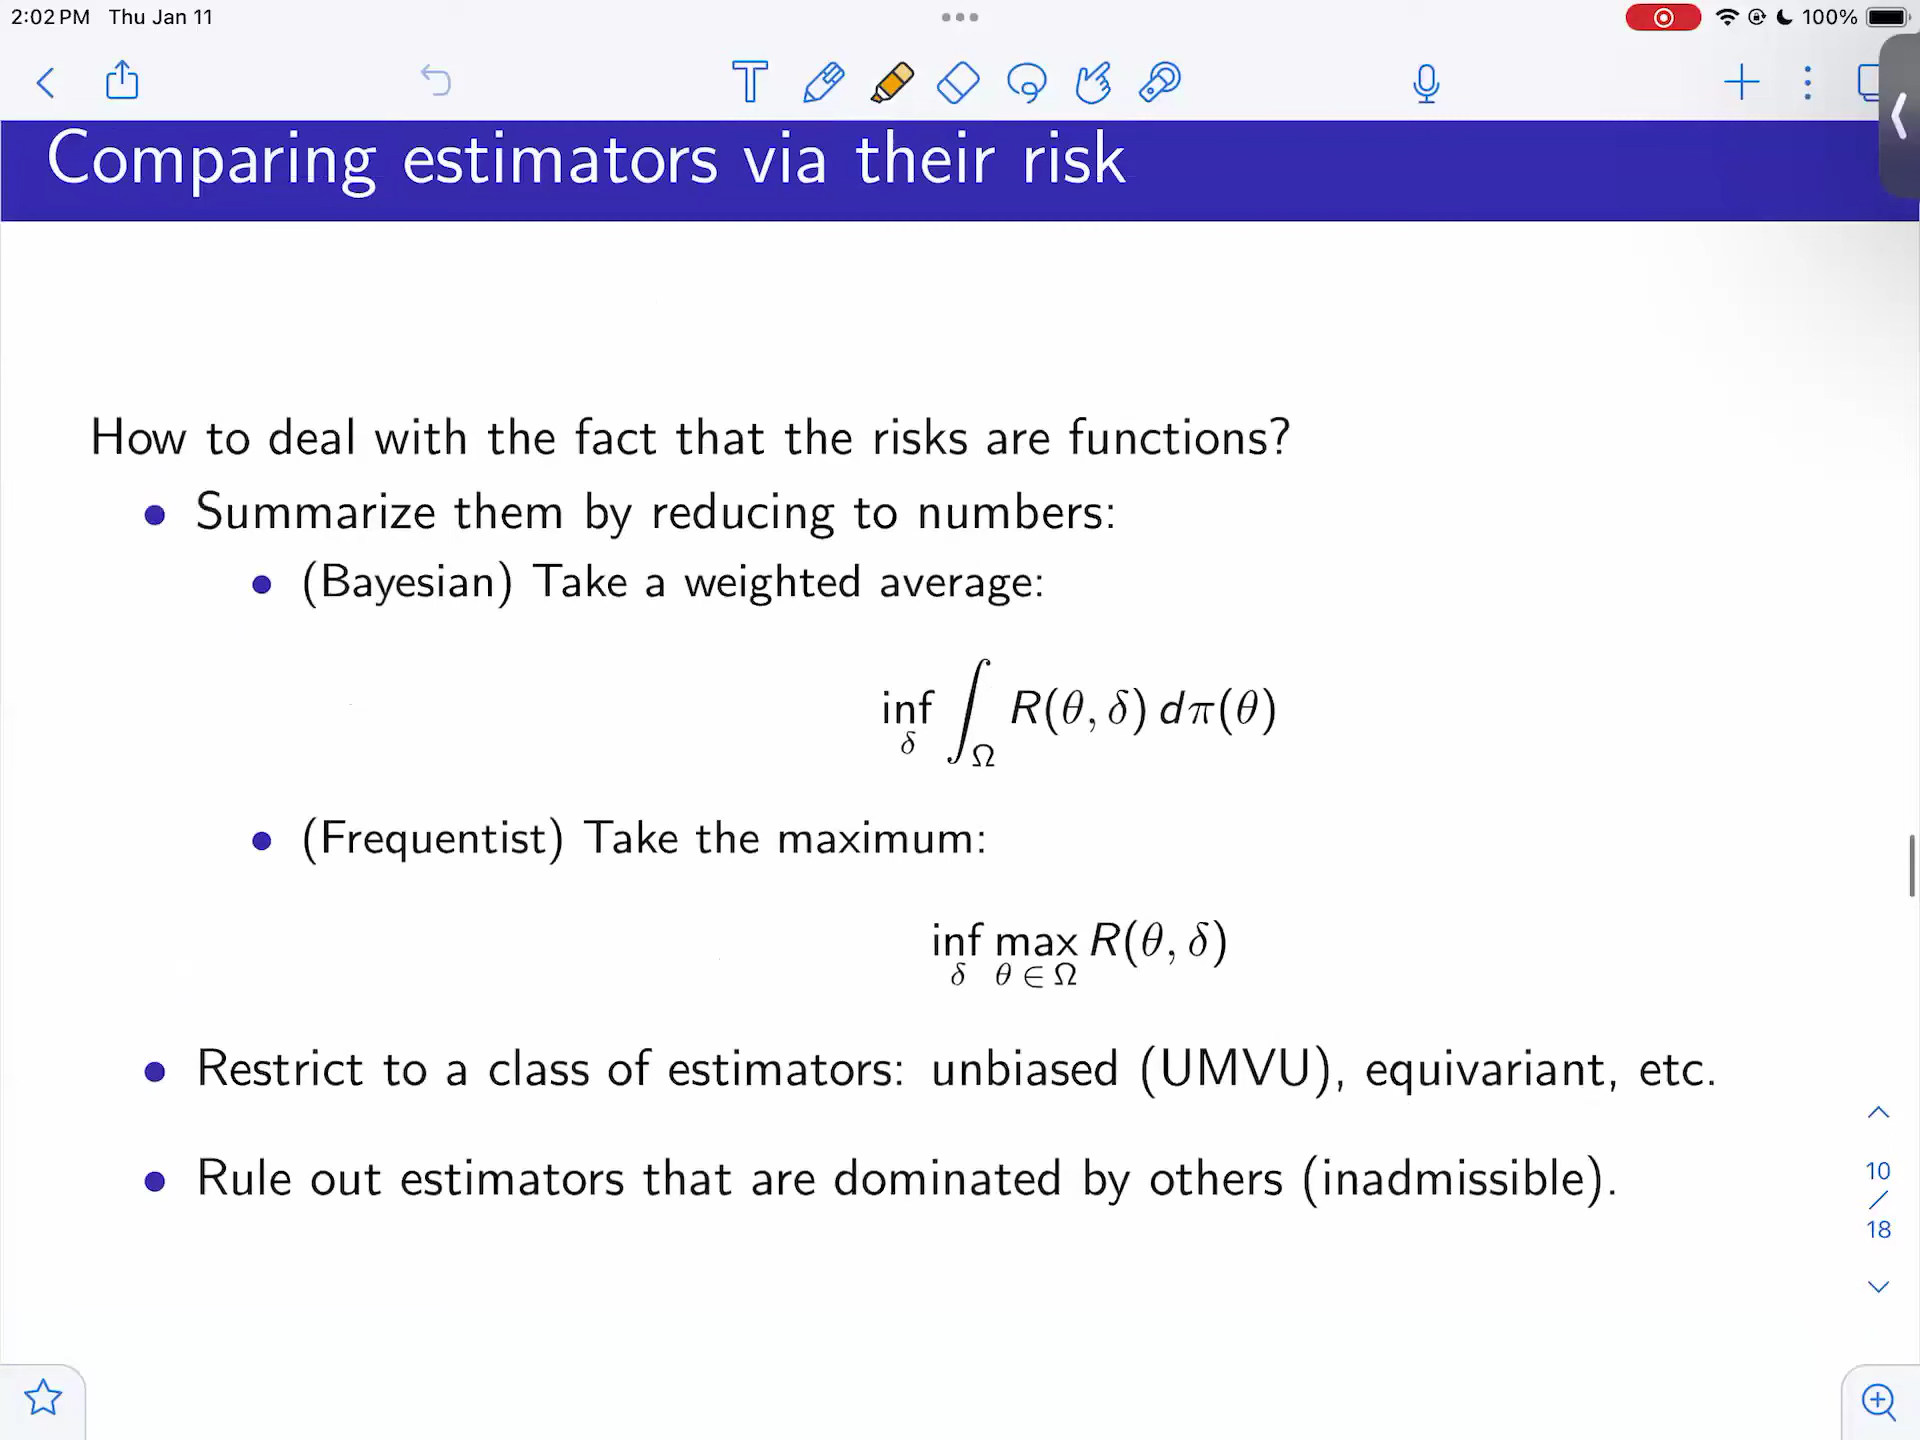 2:02 PM Thu Jan 11
100%
Comparing estimators via their risk
How to deal with the fact that the risks are functions?
• Summarize them by reducing to numbers:
• (Bayesian) Take a weighted average:
inf_δ ∫_Ω R(θ, δ) dπ(θ)
• (Frequentist) Take the maximum:
inf_δ max_{θ ∈ Ω} R(θ, δ)
• Restrict to a class of estimators: unbiased (UMVU), equivariant, etc.
• Rule out estimators that are dominated by others (inadmissible).
10
/
18